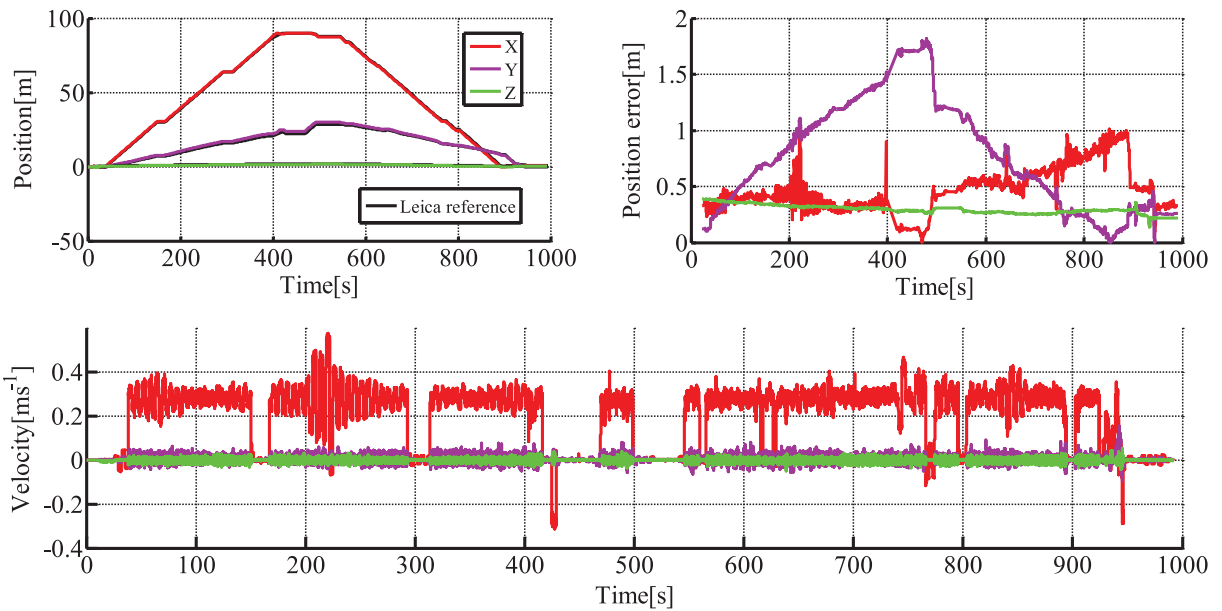 Position[m]
100
50
0
-50
X
Y
Z
Leica reference
0 200 400 600 800 1000
Time[s]
Position error[m]
2
1.5
1
0.5
0
0 200 400 600 800 1000
Time[s]
Velocity[ms-1]
0.4
0.2
0
-0.2
-0.4
0 100 200 300 400 500 600 700 800 900 1000
Time[s]